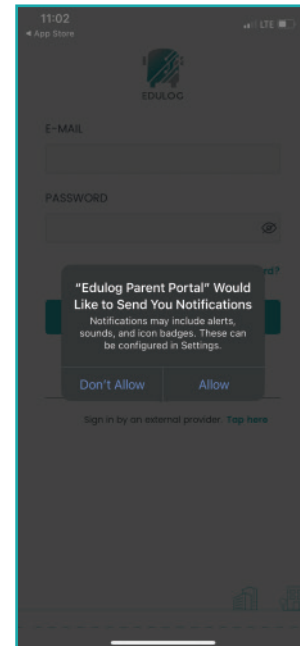 11:02
LTE
◀ App Store
EDULOG
E-MAIL
PASSWORD
rd?
"Edulog Parent Portal" Would
Like to Send You Notifications
Notifications may include alerts,
sounds, and icon badges. These can
be configured in Settings.
Don't Allow
Allow
Sign in by an external provider. Tap here